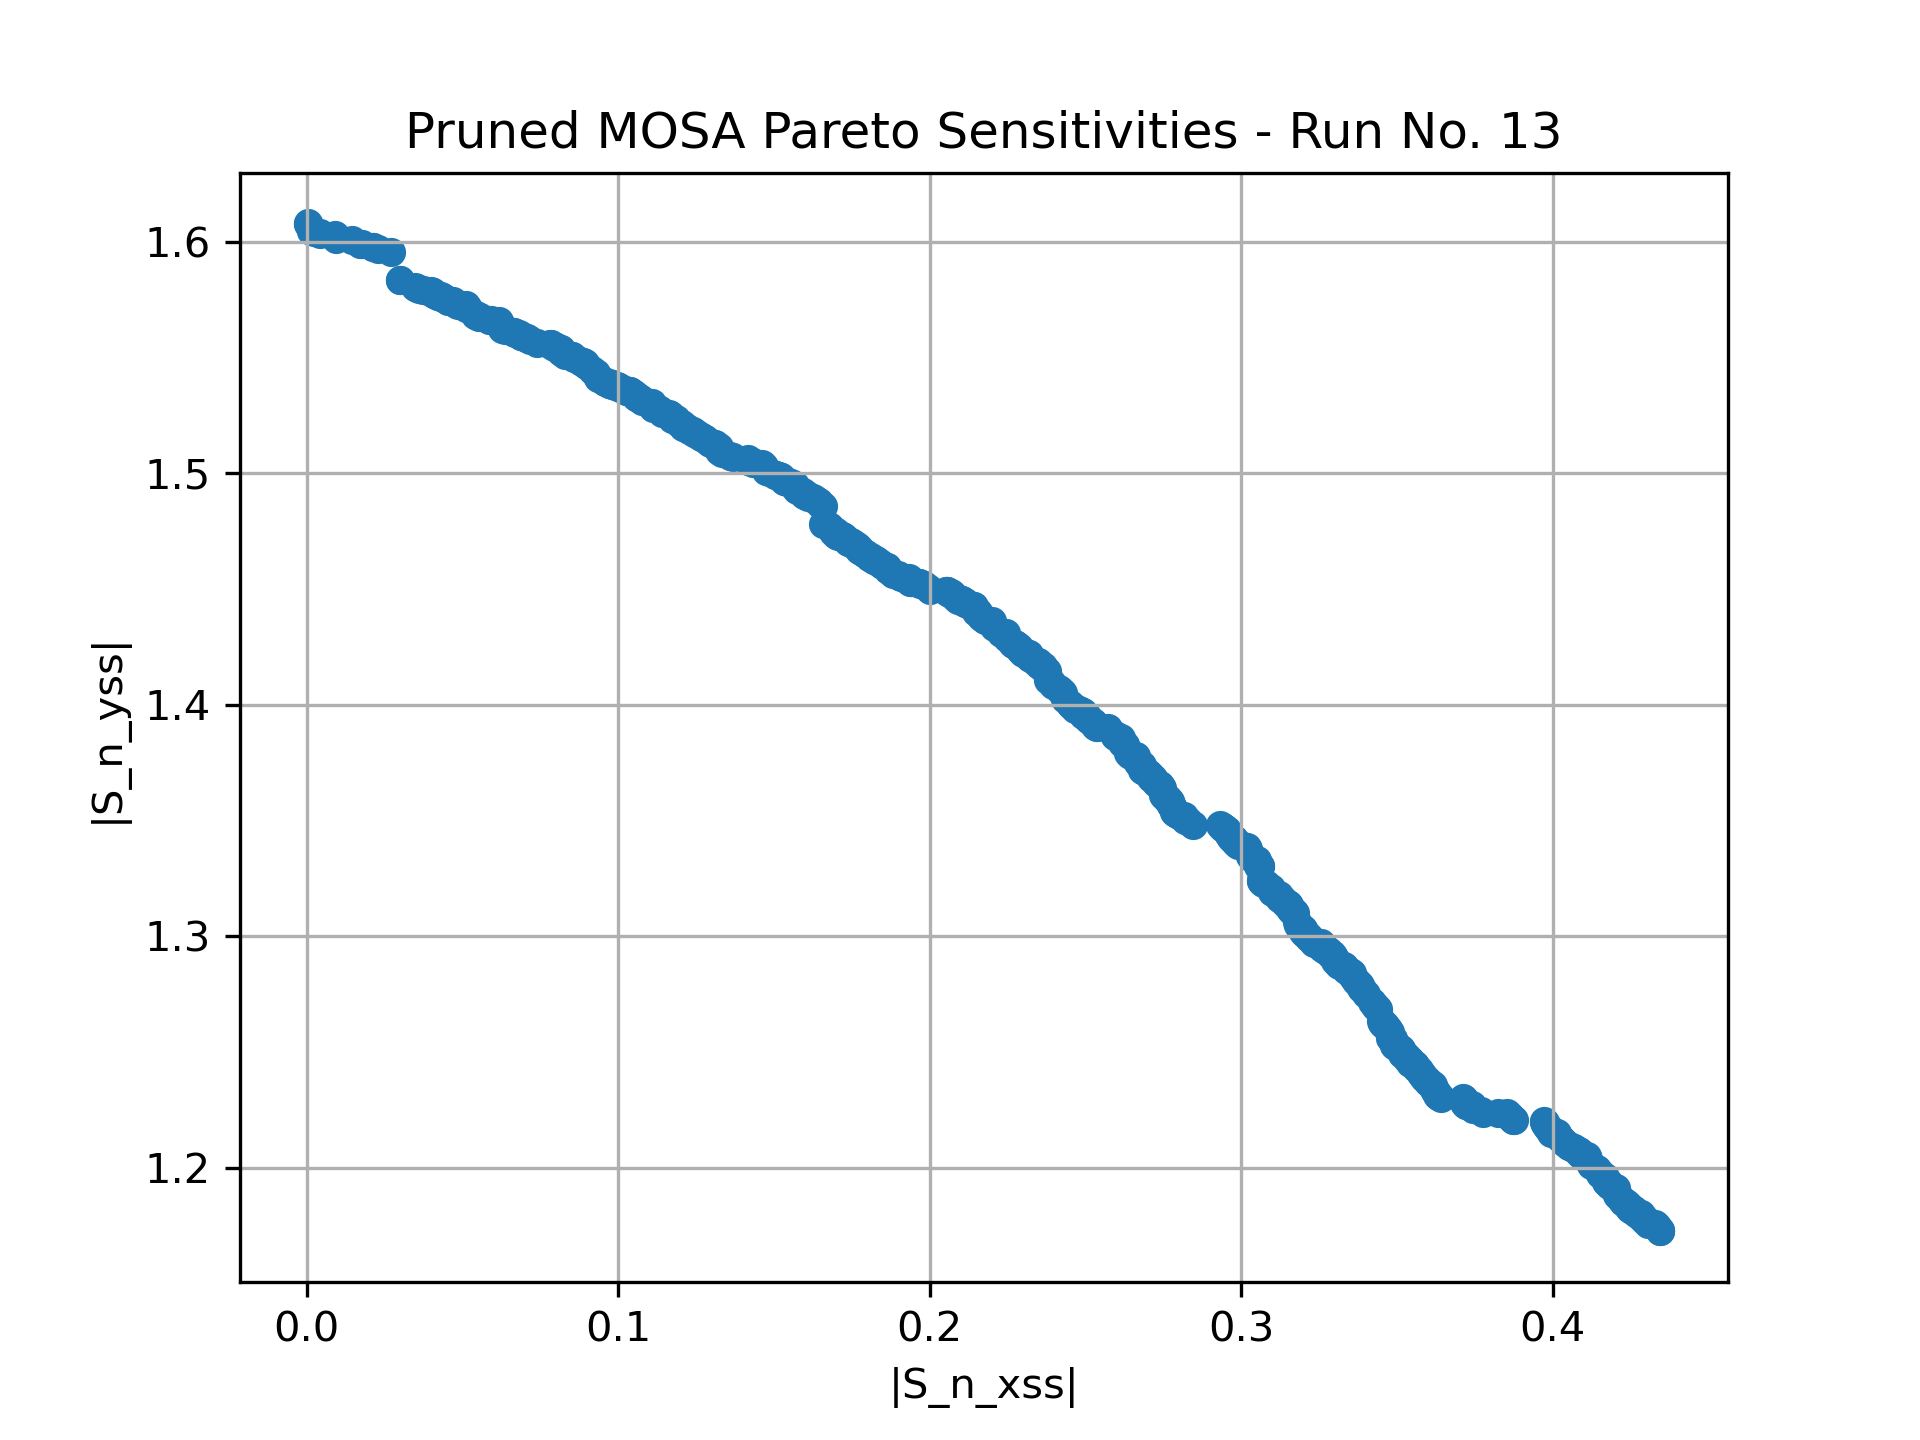 Pruned MOSA Pareto Sensitivities - Run No. 13
|S_n_yss|
1.6
1.5
1.4
1.3
1.2
0.0 0.1 0.2 0.3 0.4
|S_n_xss|